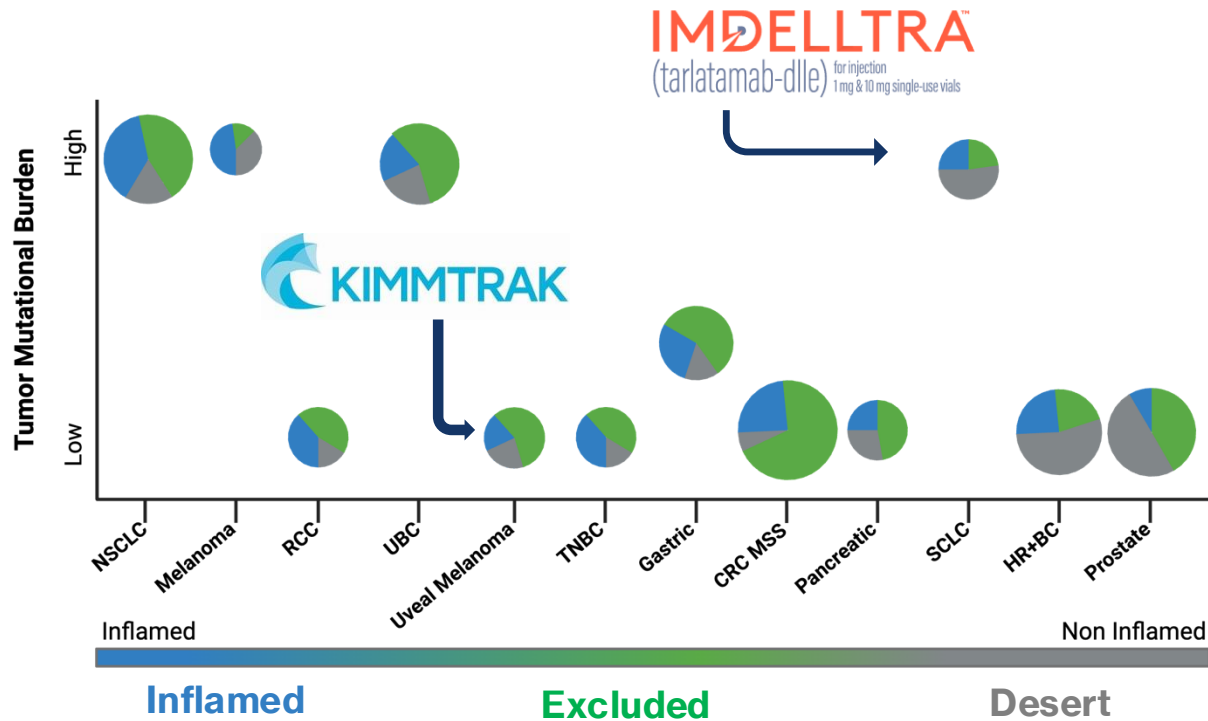 IMDELLTRA™
(tarlatamab-dlle) for injection
1 mg & 10 mg single-use vials
Tumor Mutational Burden
High
Low
KIMMTRAK
NSCLC
Melanoma
RCC
UBC
Uveal Melanoma
TNBC
Gastric
CRC MSS
Pancreatic
SCLC
HR+BC
Prostate
Inflamed
Non Inflamed
Inflamed
Excluded
Desert